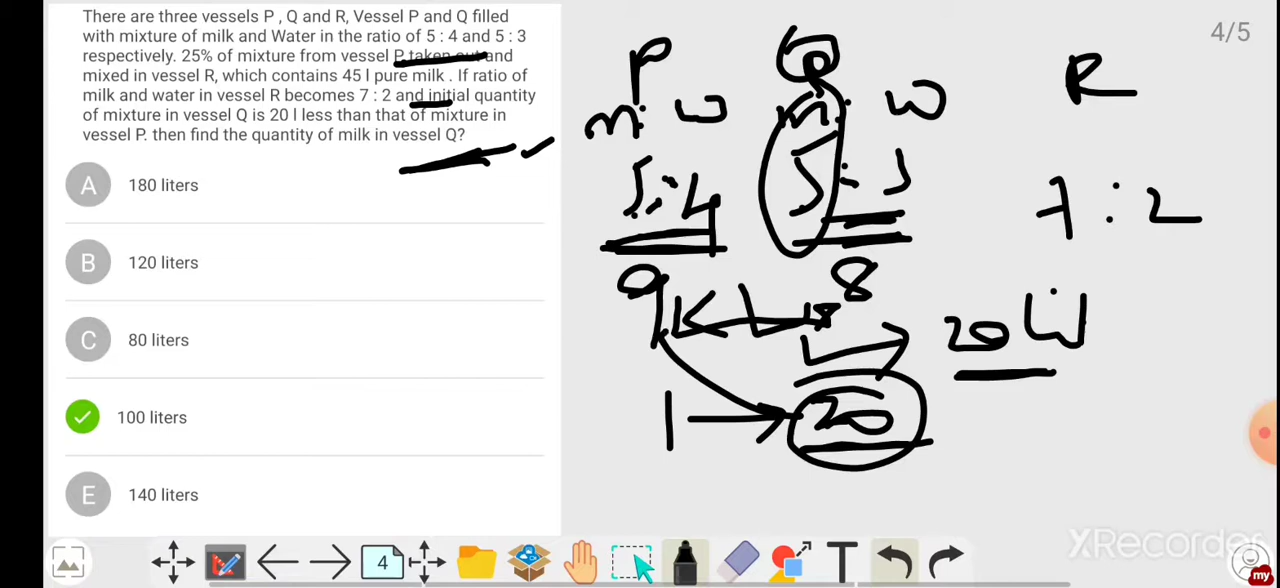 There are three vessels P , Q and R, Vessel P and Q filled
with mixture of milk and Water in the ratio of 5 : 4 and 5 : 3
respectively. 25% of mixture from vessel P taken out and
mixed in vessel R, which contains 45 l pure milk . If ratio of
milk and water in vessel R becomes 7 : 2 and initial quantity
of mixture in vessel Q is 20 l less than that of mixture in
vessel P. then find the quantity of milk in vessel Q?
A 180 liters
B 120 liters
C 80 liters
100 liters
E 140 liters
4/5
P Q R
m : w m : w
5 : 4 5 : 3 7 : 2
9 8
20 lit
1 → 20
4
T
XRecorder
my